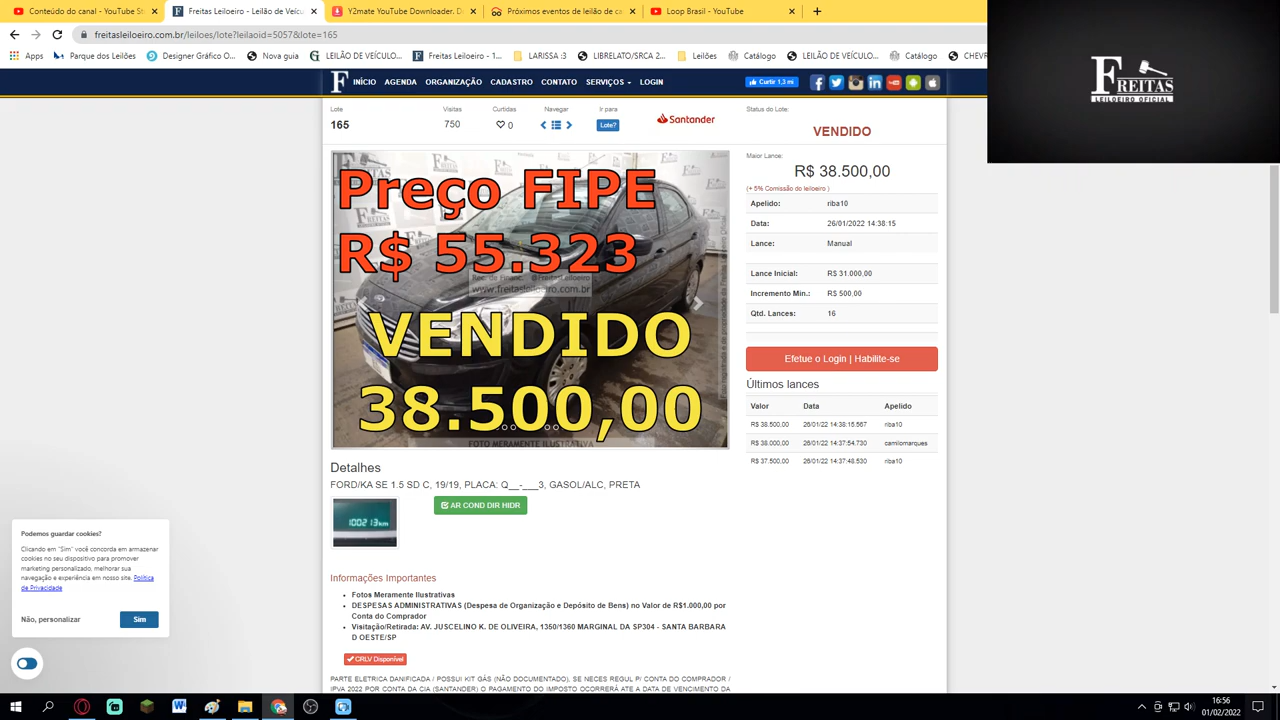 Conteúdo do canal - YouTube St
Freitas Leiloeiro - Leilão de Veícu
Y2mate YouTube Downloader. D
Próximos eventos de leilão de ca
Loop Brasil - YouTube
freitasleiloeiro.com.br/leiloes/lote?leilaoid=5057&lote=165
Apps
Parque dos Leilões
Designer Gráfico O...
Nova guia
LEILÃO DE VEÍCULO...
Freitas Leiloeiro - 1...
LARISSA :3
LIBRELATO/SRCA 2...
Leilões
Catálogo
LEILÃO DE VEÍCULO...
Catálogo
CHEV
INÍCIO AGENDA ORGANIZAÇÃO CADASTRO CONTATO SERVIÇOS LOGIN
Curtir 1,3 mi
FREITAS
LEILOEIRO OFICIAL
Lote Visitas Curtidas Navegar Ir para
165 750 0 Lote?
Santander
Status do Lote:
VENDIDO
Maior Lance:
R$ 38.500,00
(+ 5% Comissão do leiloeiro )
Apelido: riba10
Data: 26/01/2022 14:38:15
Lance: Manual
Lance Inicial: R$ 31.000,00
Incremento Min.: R$ 500,00
Qtd. Lances: 16
Efetue o Login | Habilite-se
Últimos lances
Valor Data Apelido
R$ 38.500,00 26/01/22 14:38:15.567 riba10
R$ 38.000,00 26/01/22 14:37:54.730 camilomarques
R$ 37.500,00 26/01/22 14:37:48.530 riba10
Preço FIPE
R$ 55.323
Rec. de Financ. @FreitasLeiloeiro
www.freitasleiloeiro.com.br
VENDIDO
38.500,00
FOTO MERAMENTE ILUSTRATIVA
Detalhes
FORD/KA SE 1.5 SD C, 19/19, PLACA: Q__-___3, GASOL/ALC, PRETA
100213km
AR COND DIR HIDR
Informações Importantes
Fotos Meramente Ilustrativas
DESPESAS ADMINISTRATIVAS (Despesa de Organização e Depósito de Bens) no Valor de R$1.000,00 por
Conta do Comprador
Visitação/Retirada: AV. JUSCELINO K. DE OLIVEIRA, 1350/1360 MARGINAL DA SP304 - SANTA BARBARA
D OESTE/SP
CRLV Disponível
PARTE ELETRICA DANIFICADA / POSSUI KIT GÁS (NÃO DOCUMENTADO), SE NECES REGUL P/ CONTA DO COMPRADOR /
IPVA 2022 POR CONTA DA CIA (SANTANDER) O PAGAMENTO DO IMPOSTO OCORRERÁ ATE A DATA DE VENCIMENTO DA
Podemos guardar cookies?
Clicando em "Sim" você concorda em armazenar
cookies no seu dispositivo para promover
marketing personalizado, melhorar sua
navegação e experiência em nosso site. Política
de Privacidade
Não, personalizar Sim
16:56
01/02/2022